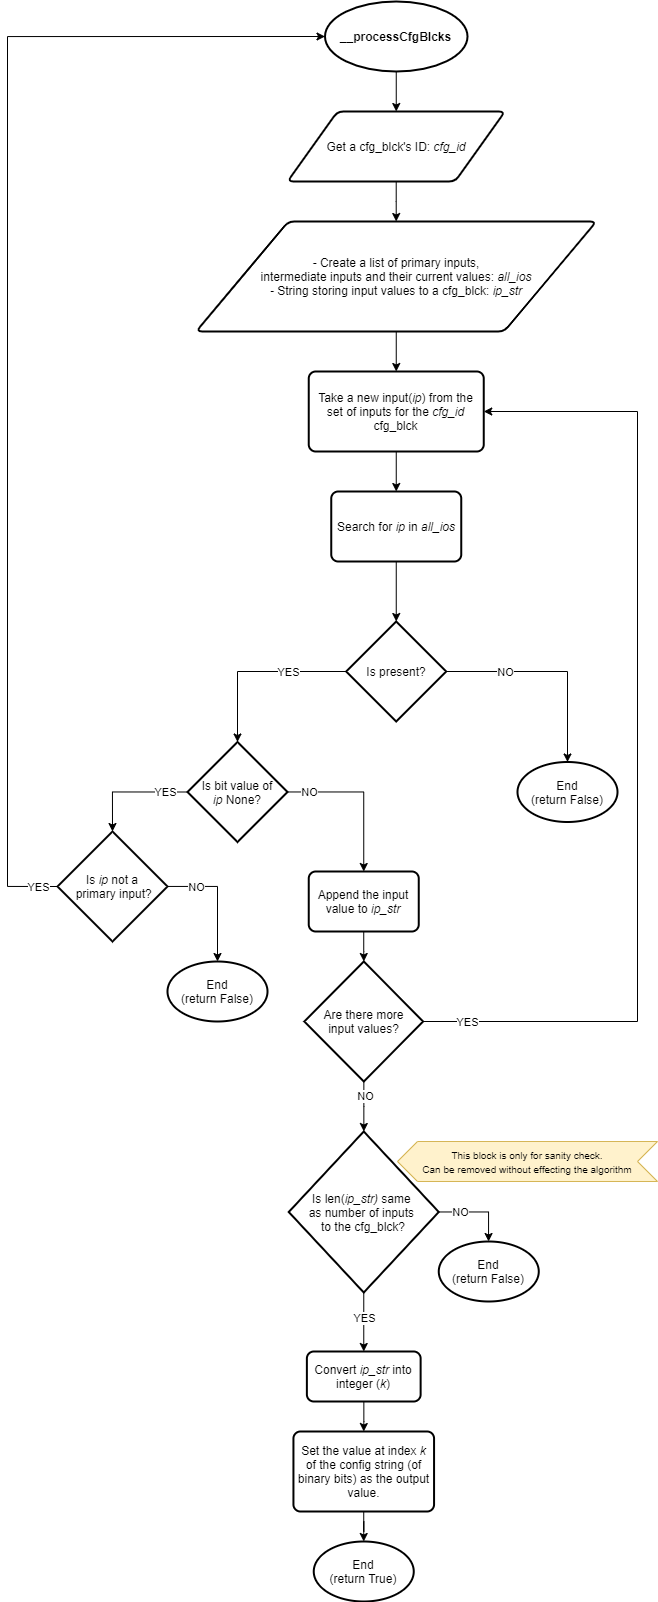 __processCfgBlcks
Get a cfg_blck's ID: cfg_id
- Create a list of primary inputs,
intermediate inputs and their current values: all_ios
- String storing input values to a cfg_blck: ip_str
Take a new input(ip) from the
set of inputs for the cfg_id
cfg_blck
Search for ip in all_ios
Is present?
YES
NO
End
(return False)
Is bit value of
ip None?
YES
NO
Is ip not a
primary input?
YES
NO
End
(return False)
Append the input
value to ip_str
Are there more
input values?
YES
NO
This block is only for sanity check.
Can be removed without effecting the algorithm
Is len(ip_str) same
as number of inputs
to the cfg_blck?
NO
End
(return False)
YES
Convert ip_str into
integer (k)
Set the value at index k
of the config string (of
binary bits) as the output
value.
End
(return True)